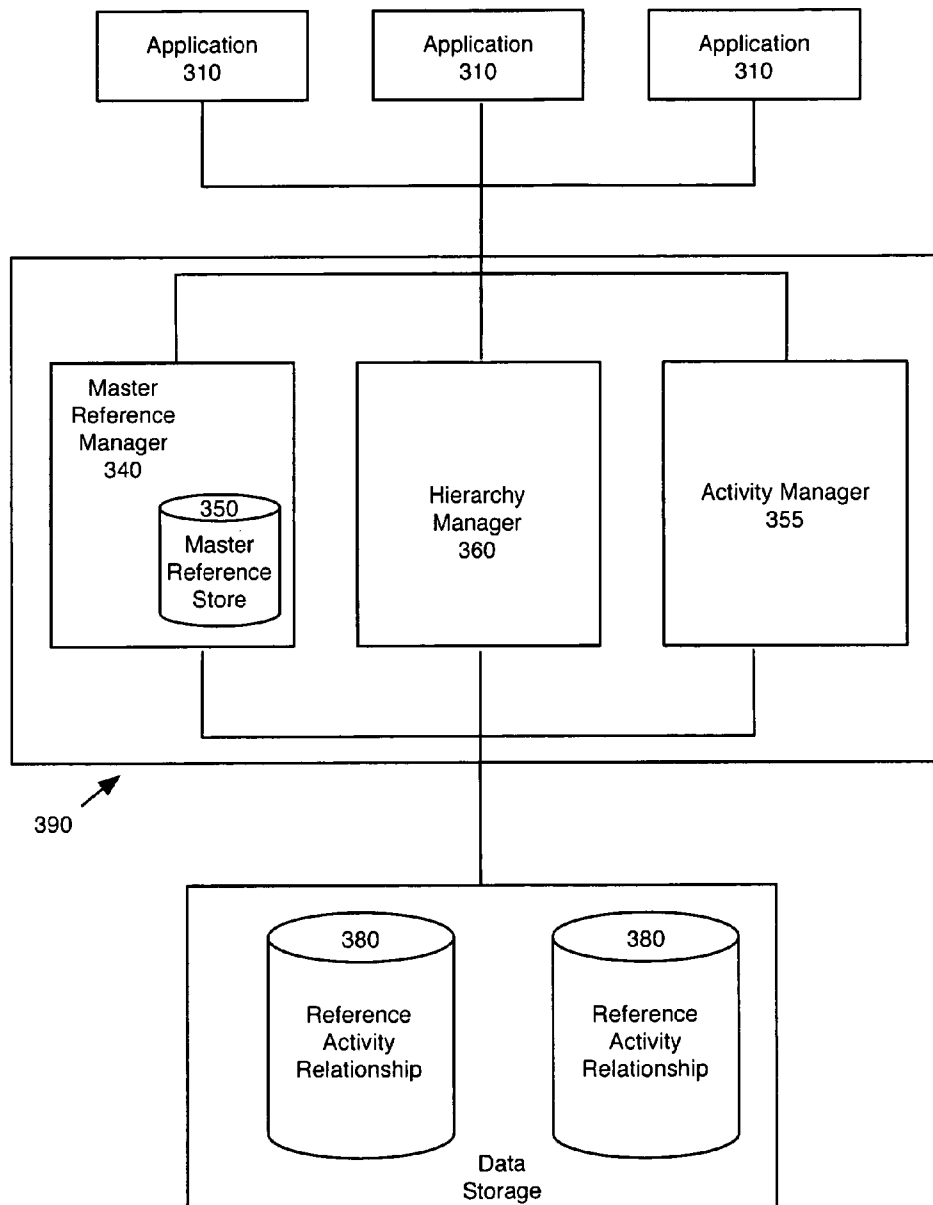 Application
310
Application
310
Application
310
Master
Reference
Manager
340
350
Master
Reference
Store
Hierarchy
Manager
360
Activity Manager
355
390
380
Reference
Activity
Relationship
380
Reference
Activity
Relationship
Data
Storage